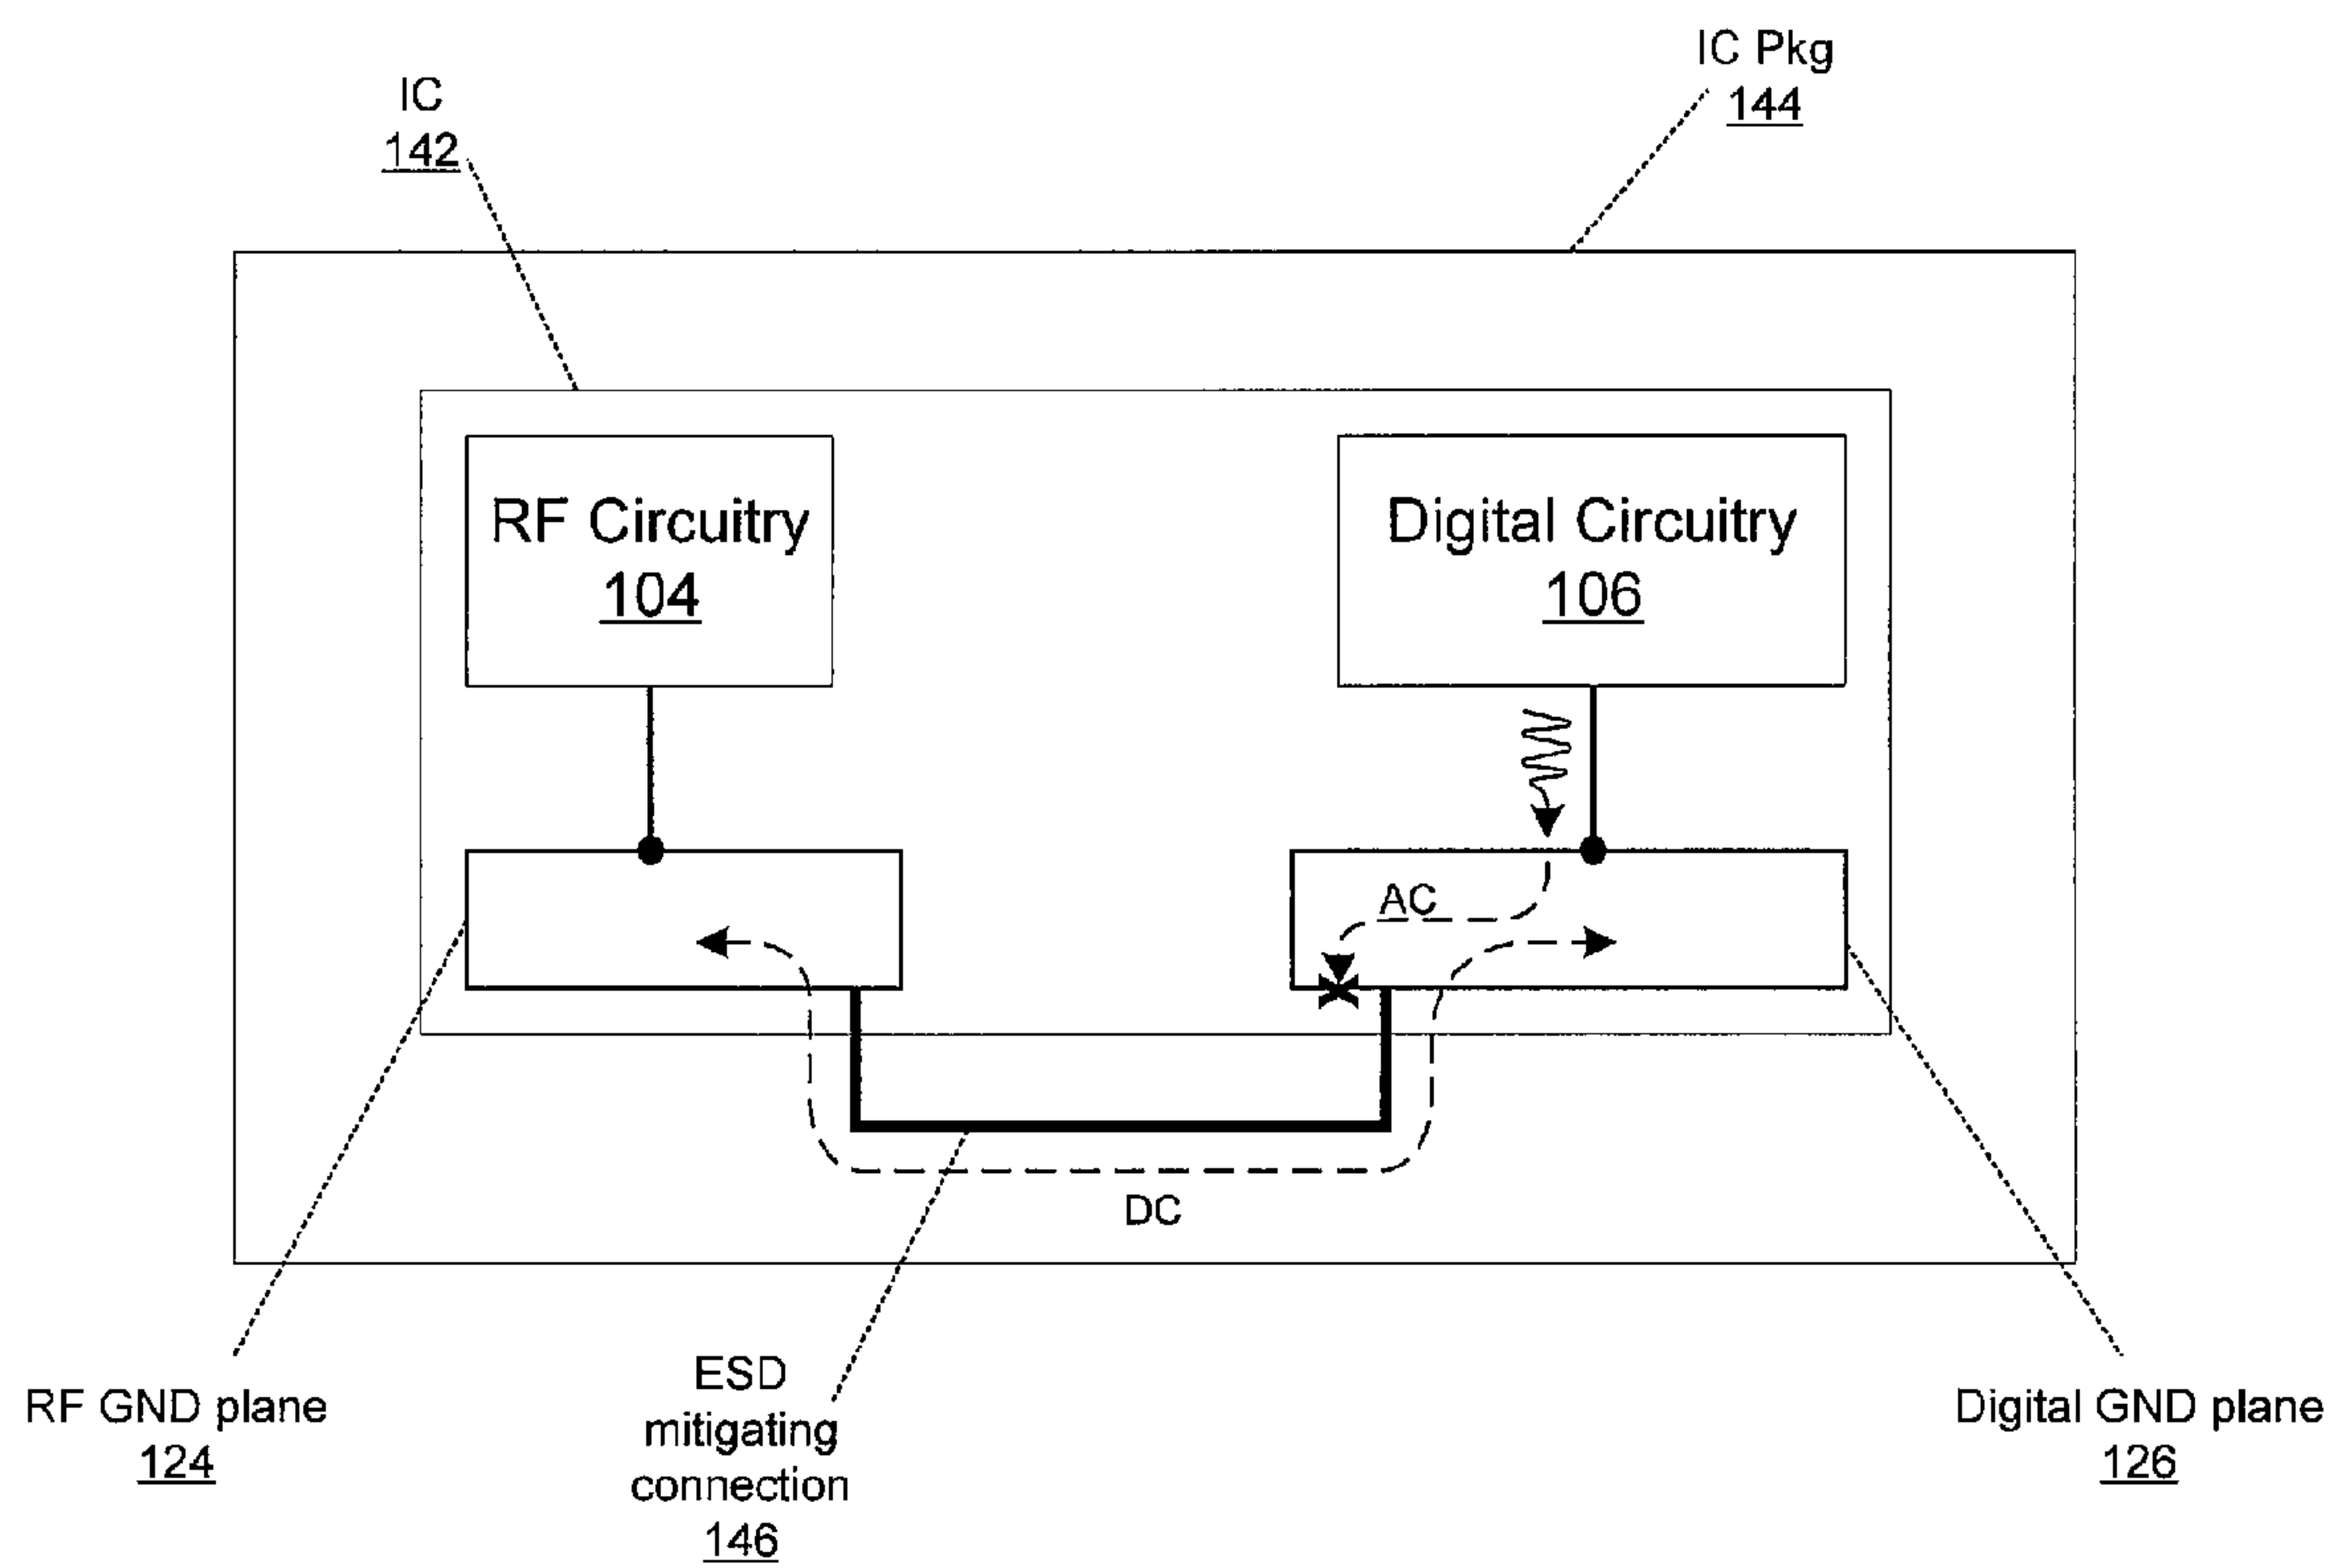 IC Pkg
144
IC
142
RF Circuitry
104
Digital Circuitry
106
AC
DC
ESD
mitigating
connection
146
RF GND plane
124
Digital GND plane
126